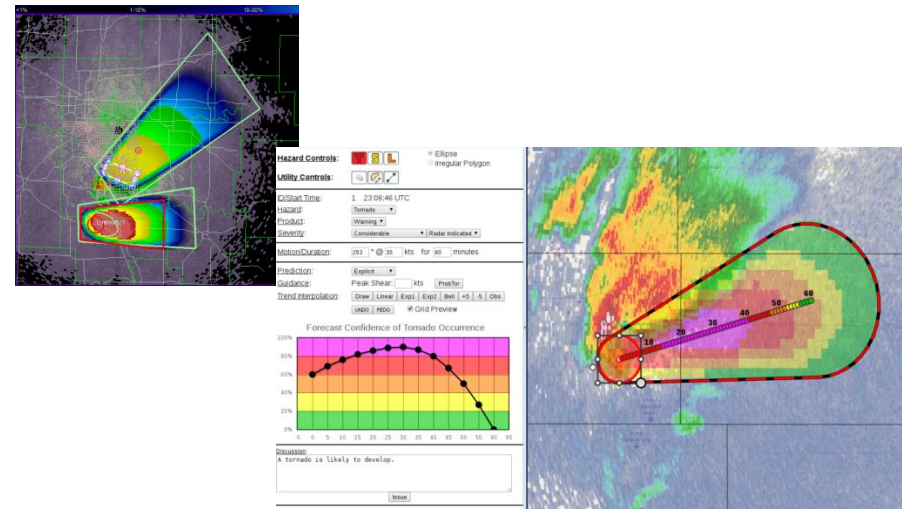 <1% 1-10% 10-20%
Hazard Controls: T S L Ellipse
Irregular Polygon
Utility Controls:
ID/Start Time: 1 23:08:46 UTC
Hazard: Tornado
Product: Warning
Severity: Considerable Radar Indicated
Motion/Duration: 253 ° @ 35 kts for 60 minutes
Prediction: Explicit
Guidance: Peak Shear: kts ProbTor
Trend Interpolation: Draw Linear Exp1 Exp2 Bell +5 -5 Obs
UNDO REDO Grid Preview
Forecast Confidence of Tornado Occurrence
100%
80%
60%
40%
20%
0%
-5 0 5 10 15 20 25 30 35 40 45 50 55 60 65
Discussion
A tornado is likely to develop.
Issue
10 20 30 40 50 60